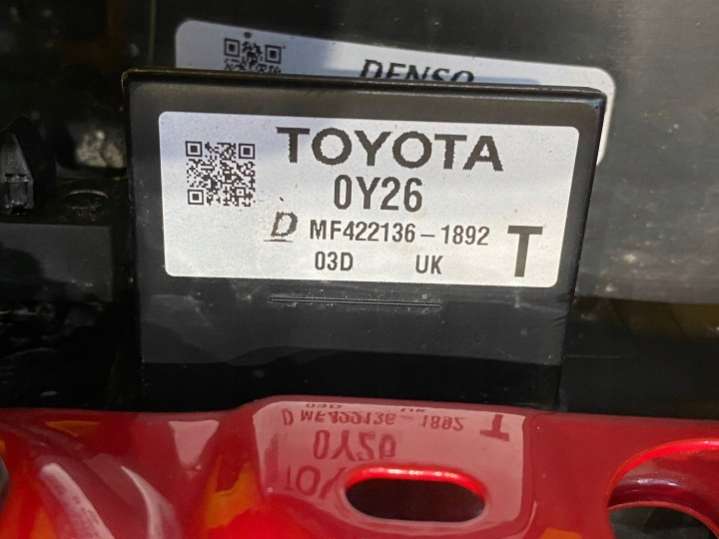 DENSO
TOYOTA
0Y26
D MF422136-1892 T
03D UK